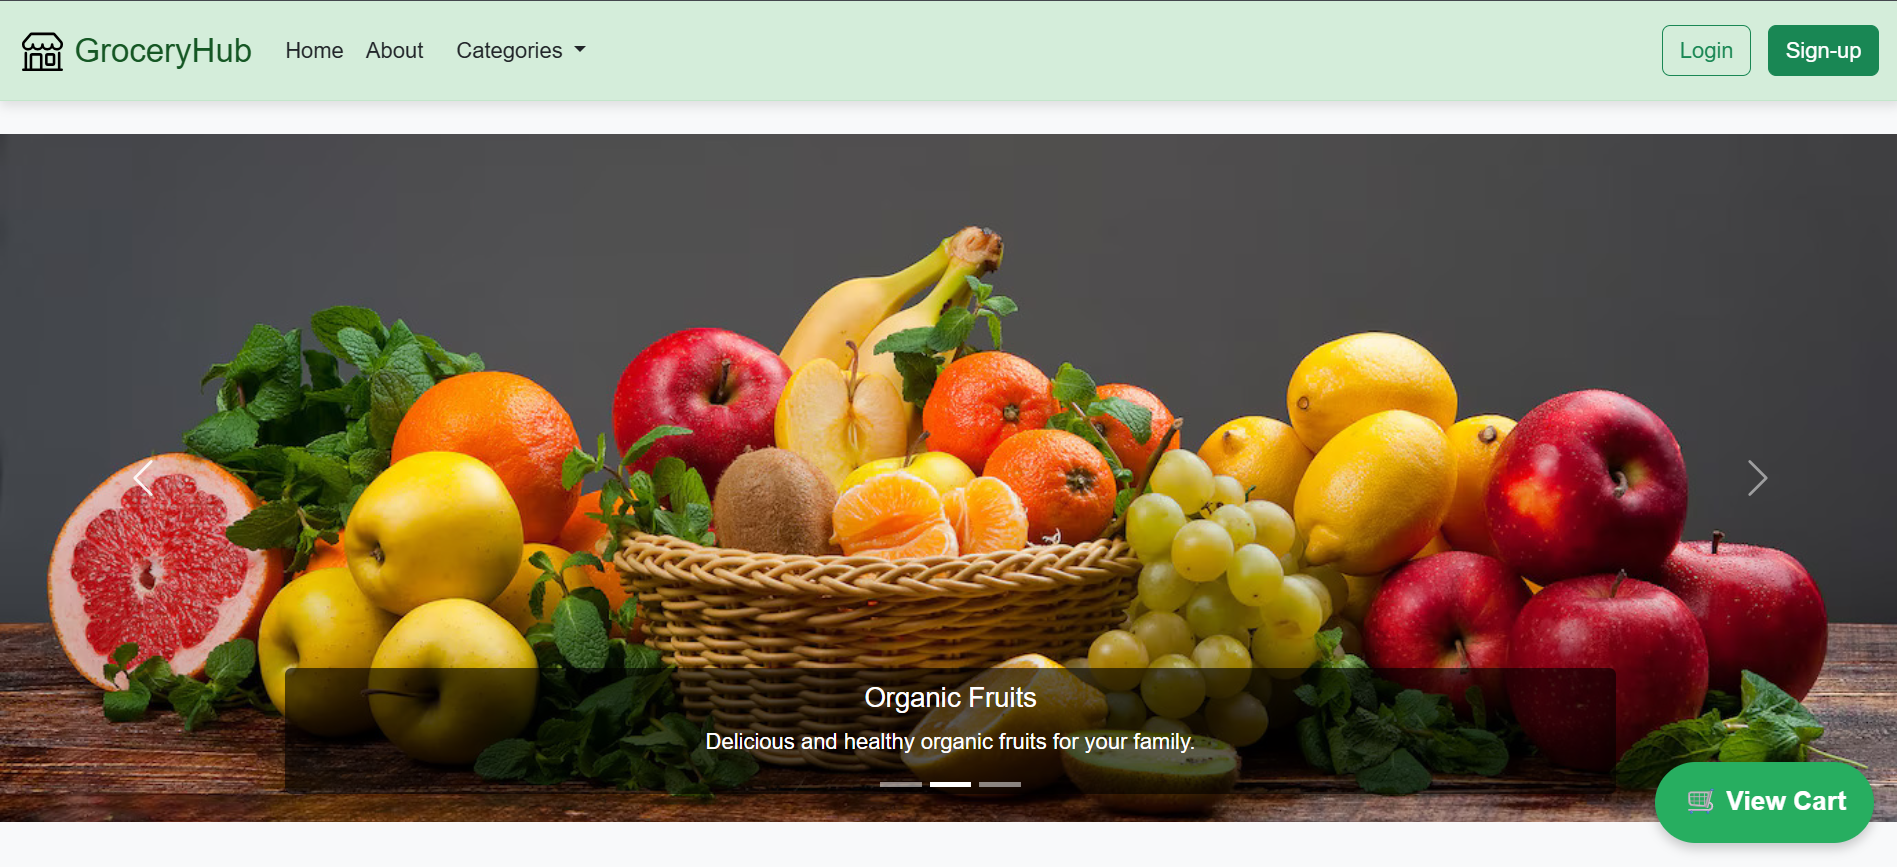 GroceryHub Home About Categories Login Sign-up
Organic Fruits
Delicious and healthy organic fruits for your family.
View Cart